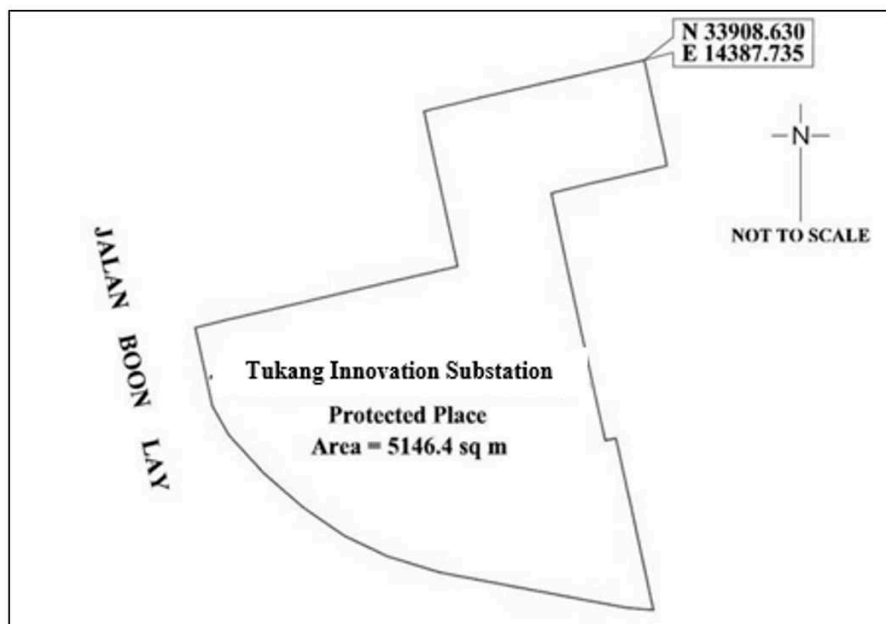 N 33908.630
E 14387.735
N
NOT TO SCALE
JALAN BOON LAY
Tukang Innovation Substation
Protected Place
Area = 5146.4 sq m